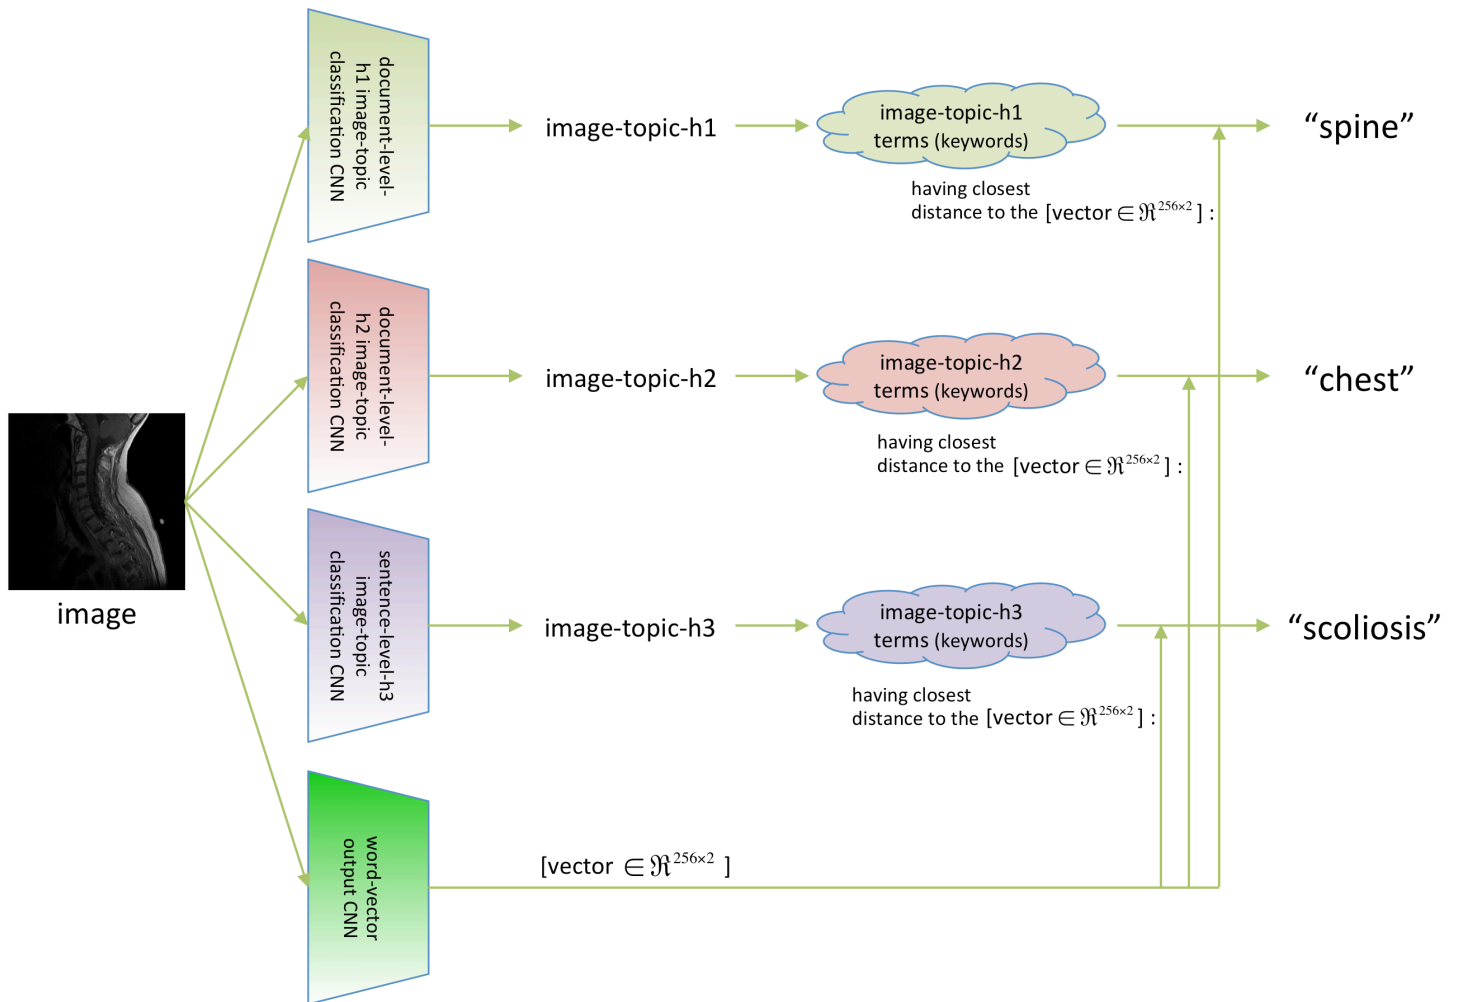 document-level-
h1 image-topic
classification CNN
image-topic-h1
image-topic-h1
terms (keywords)
having closest
distance to the [vector ∈ ℜ^{256×2} ] :
“spine”
document-level-
h2 image-topic
classification CNN
image-topic-h2
image-topic-h2
terms (keywords)
having closest
distance to the [vector ∈ ℜ^{256×2} ] :
“chest”
image
sentence-level-h3
image-topic
classification CNN
image-topic-h3
image-topic-h3
terms (keywords)
having closest
distance to the [vector ∈ ℜ^{256×2} ] :
“scoliosis”
word-vector
output CNN
[vector ∈ ℜ^{256×2} ]